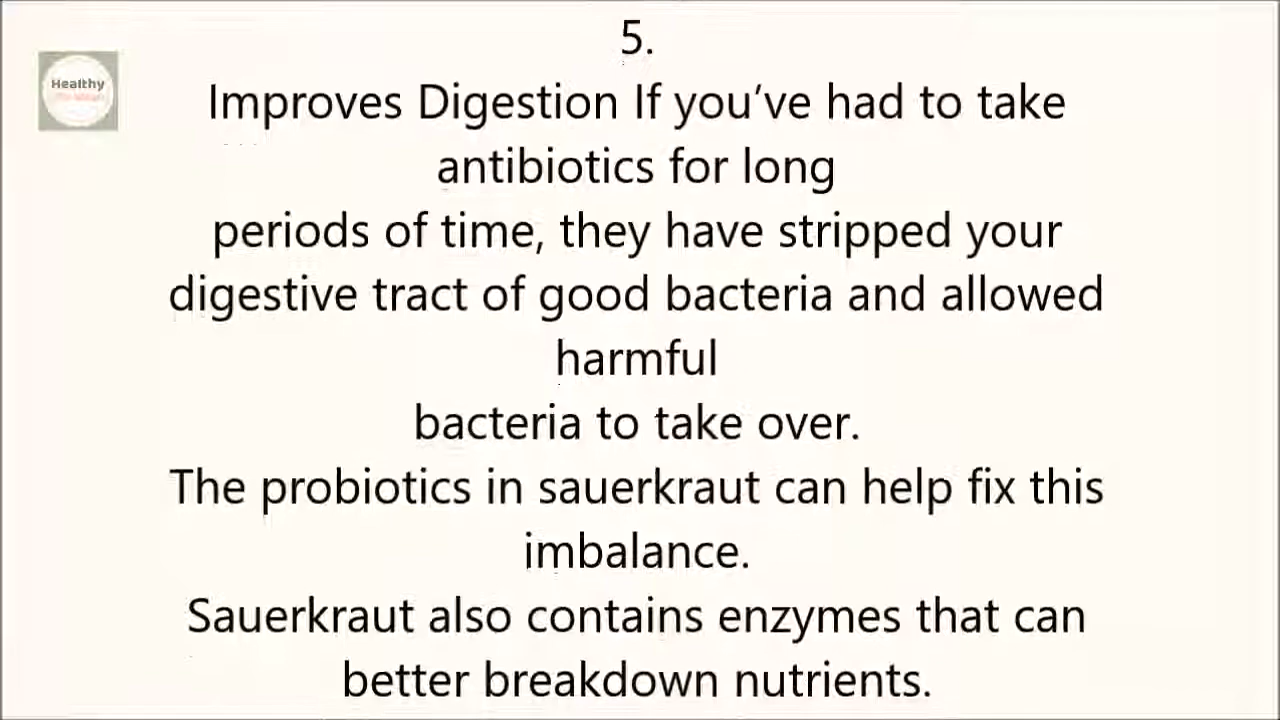 5.
Healthy
Improves Digestion If you’ve had to take
antibiotics for long
periods of time, they have stripped your
digestive tract of good bacteria and allowed
harmful
bacteria to take over.
The probiotics in sauerkraut can help fix this
imbalance.
Sauerkraut also contains enzymes that can
better breakdown nutrients.